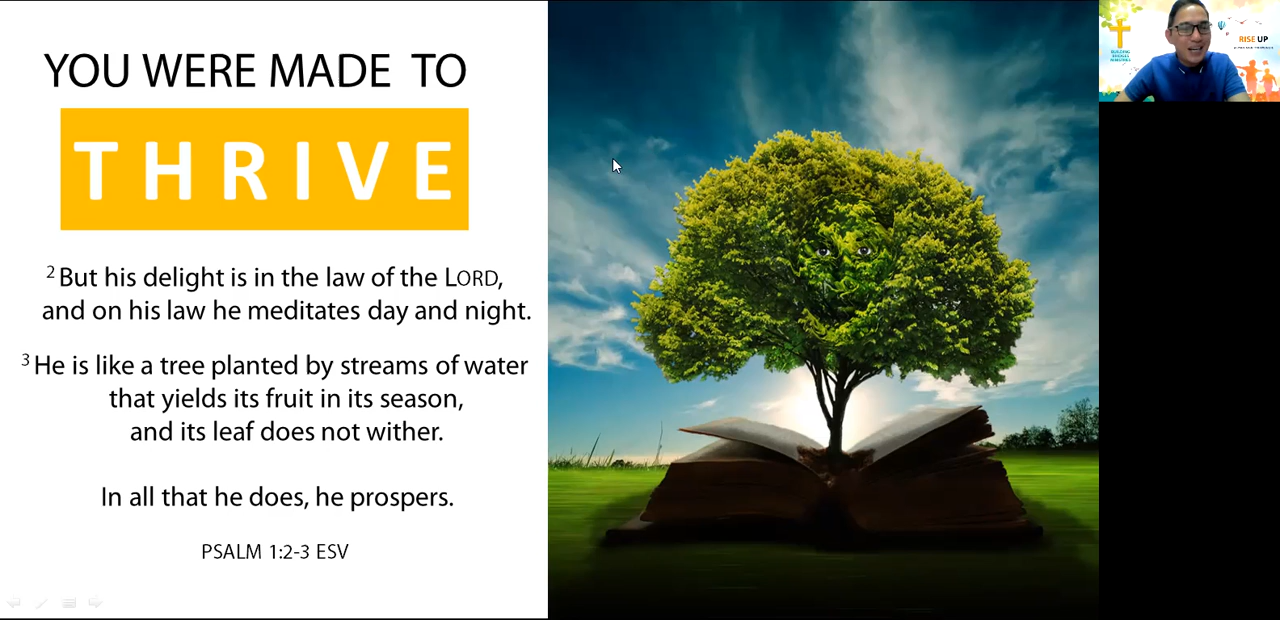 YOU WERE MADE TO
THRIVE
2 But his delight is in the law of the LORD,
and on his law he meditates day and night.
3 He is like a tree planted by streams of water
that yields its fruit in its season,
and its leaf does not wither.
In all that he does, he prospers.
PSALM 1:2-3 ESV
BUILDING
BRIDGES
MINISTRIES
RISE UP